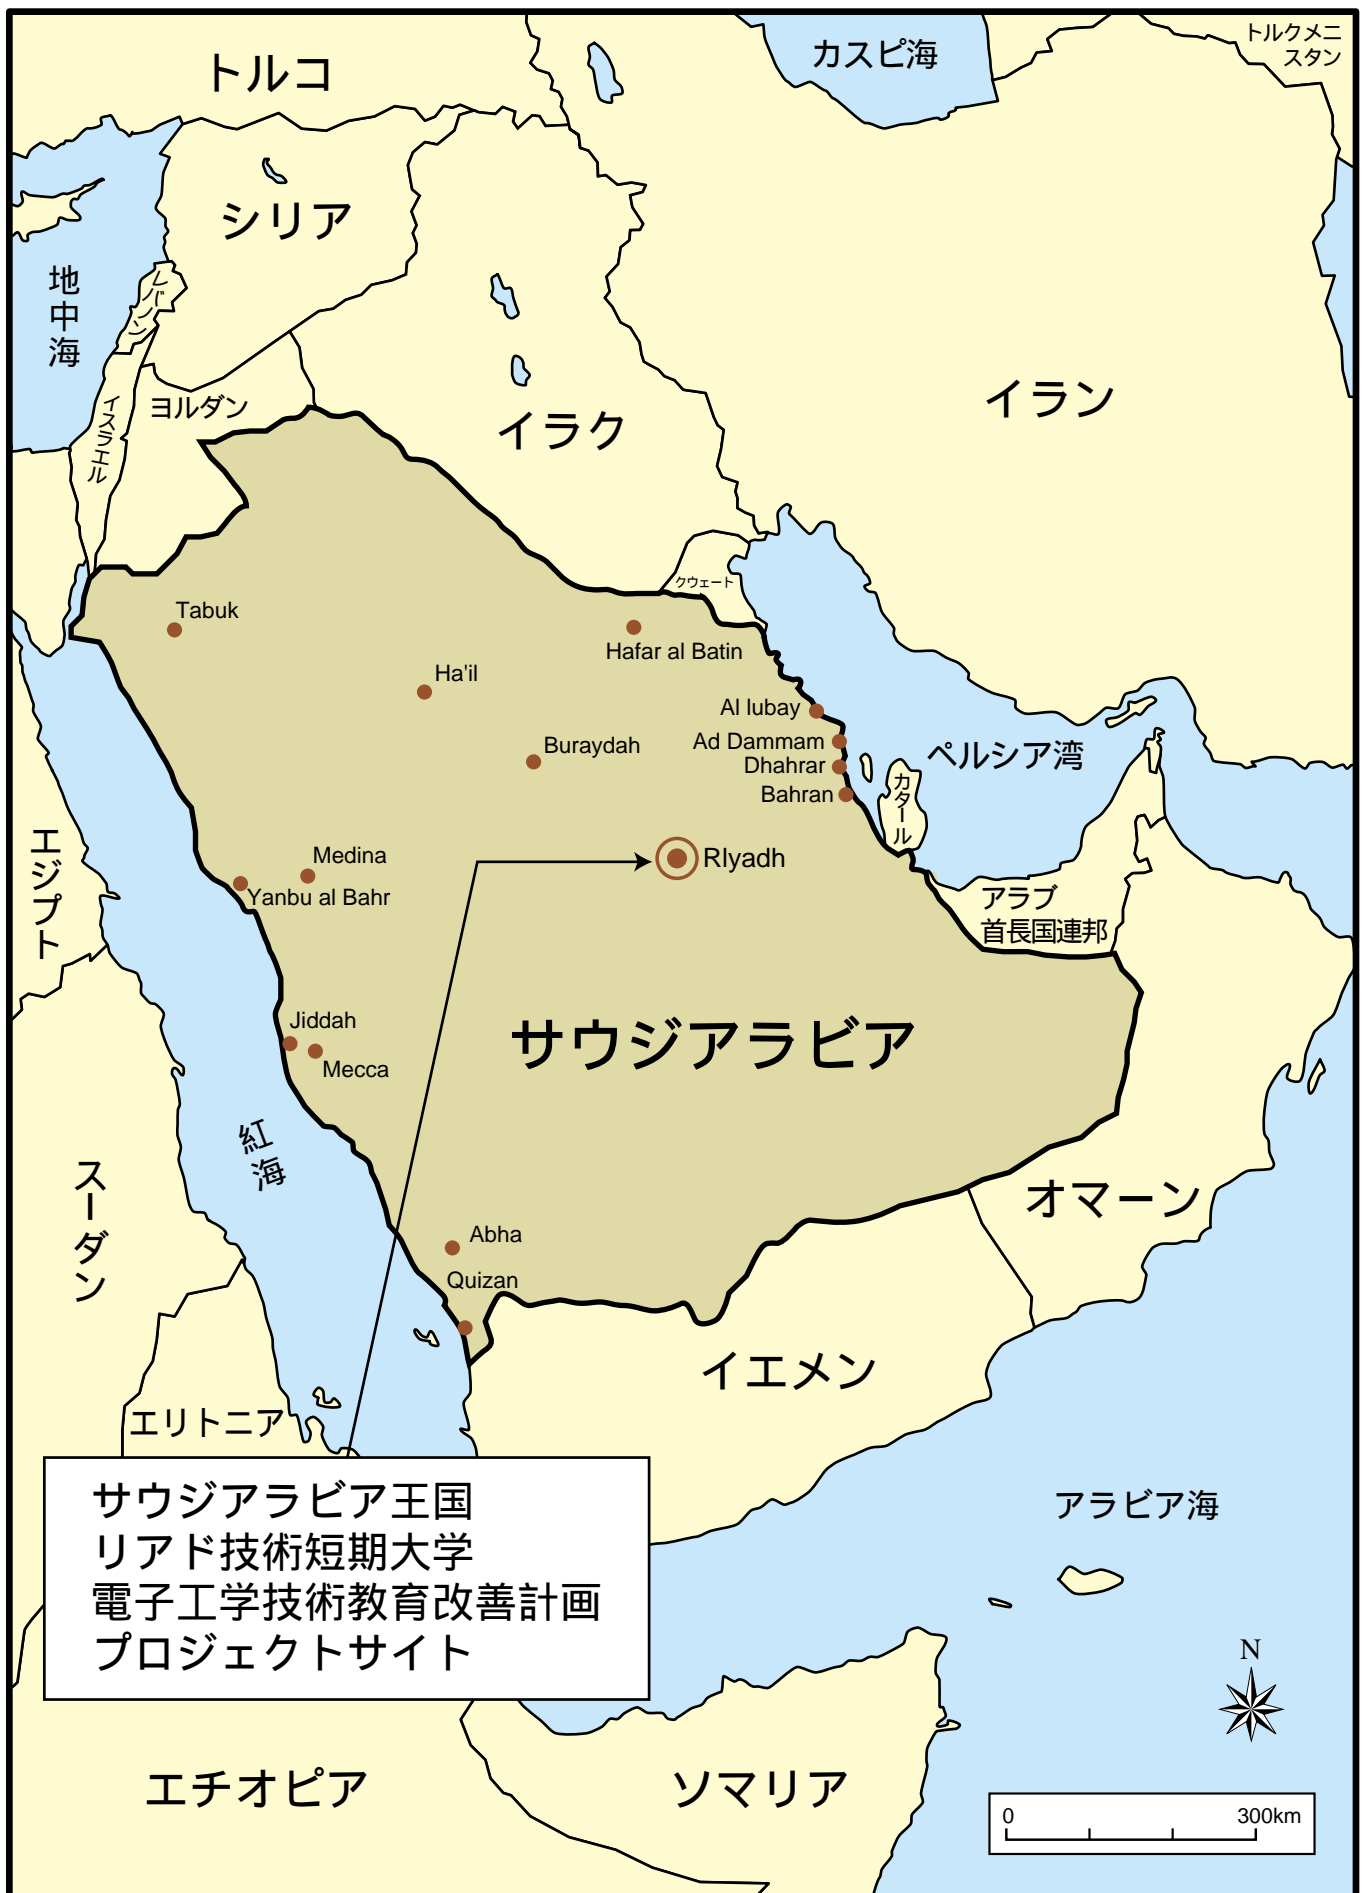 トルコ
カスピ海
トルクメニ
スタン
シリア
地中海
レバノン
イスラエル
ヨルダン
イラク
イラン
クウェート
Tabuk
Hafar al Batin
Ha'il
Al lubay
Buraydah
Ad Dammam
Dhahrar
Bahran
ペルシア湾
カタール
エジプト
Medina
Yanbu al Bahr
RIyadh
アラブ
首長国連邦
Jiddah
Mecca
サウジアラビア
紅海
スーダン
オマーン
Abha
Quizan
イエメン
エリトニア
サウジアラビア王国
リアド技術短期大学
電子工学技術教育改善計画
プロジェクトサイト
アラビア海
N
エチオピア
ソマリア
0 300km